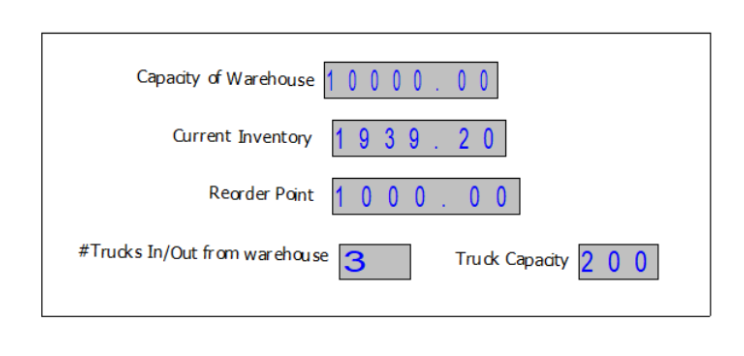 Capacity of Warehouse 10000.00
Current Inventory 1939.20
Reorder Point 1000.00
#Trucks In/Out from warehouse 3 Truck Capacity 200